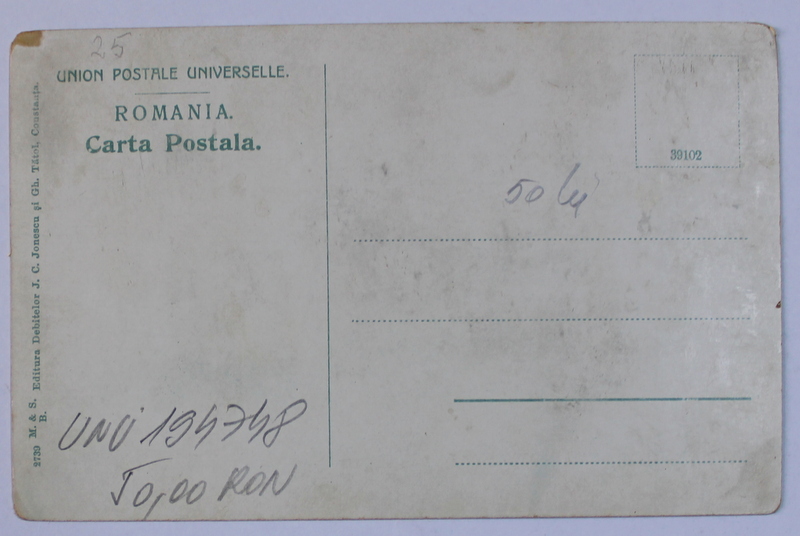 25
UNION POSTALE UNIVERSELLE.
ROMANIA.
Carta Postala.
39102
50 lei
2739 M. & S. B. Editura Debitelor J. C. Jonescu și Gh. Tătol, Constanța.
UNU 194748
50,00 RON